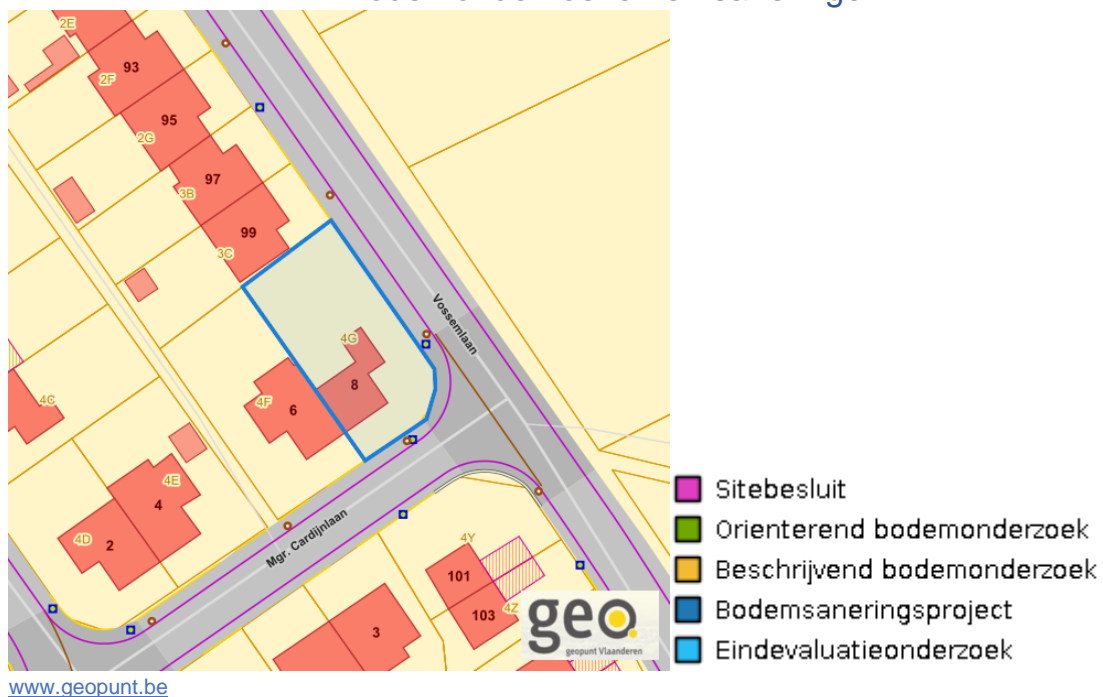 2E
93
2F
95
2G
97
3B
99
3C
Vossemlaan
4G
8
4C
4F
6
4E
4
4D
2
Mgr. Cardijnlaan
4Y
101
103
4Z
3
geo
geopunt Vlaanderen
Sitebesluit
Orienterend bodemonderzoek
Beschrijvend bodemonderzoek
Bodemsaneringsproject
Eindevaluatieonderzoek
www.geopunt.be